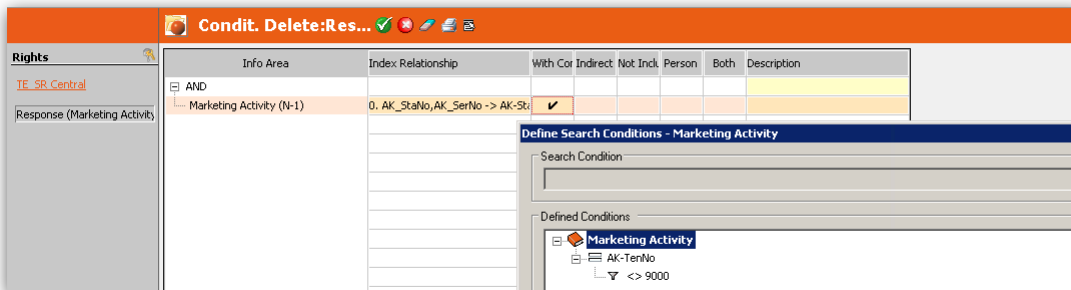 Condit. Delete:Res...
Rights
TE_SR Central
Response (Marketing Activity
Info Area
Index Relationship
With Cor
Indirect
Not Inclu
Person
Both
Description
AND
Marketing Activity (N-1)
0. AK_StaNo,AK_SerNo -> AK-Sta
Define Search Conditions - Marketing Activity
Search Condition
Defined Conditions
Marketing Activity
AK-TenNo
<> 9000